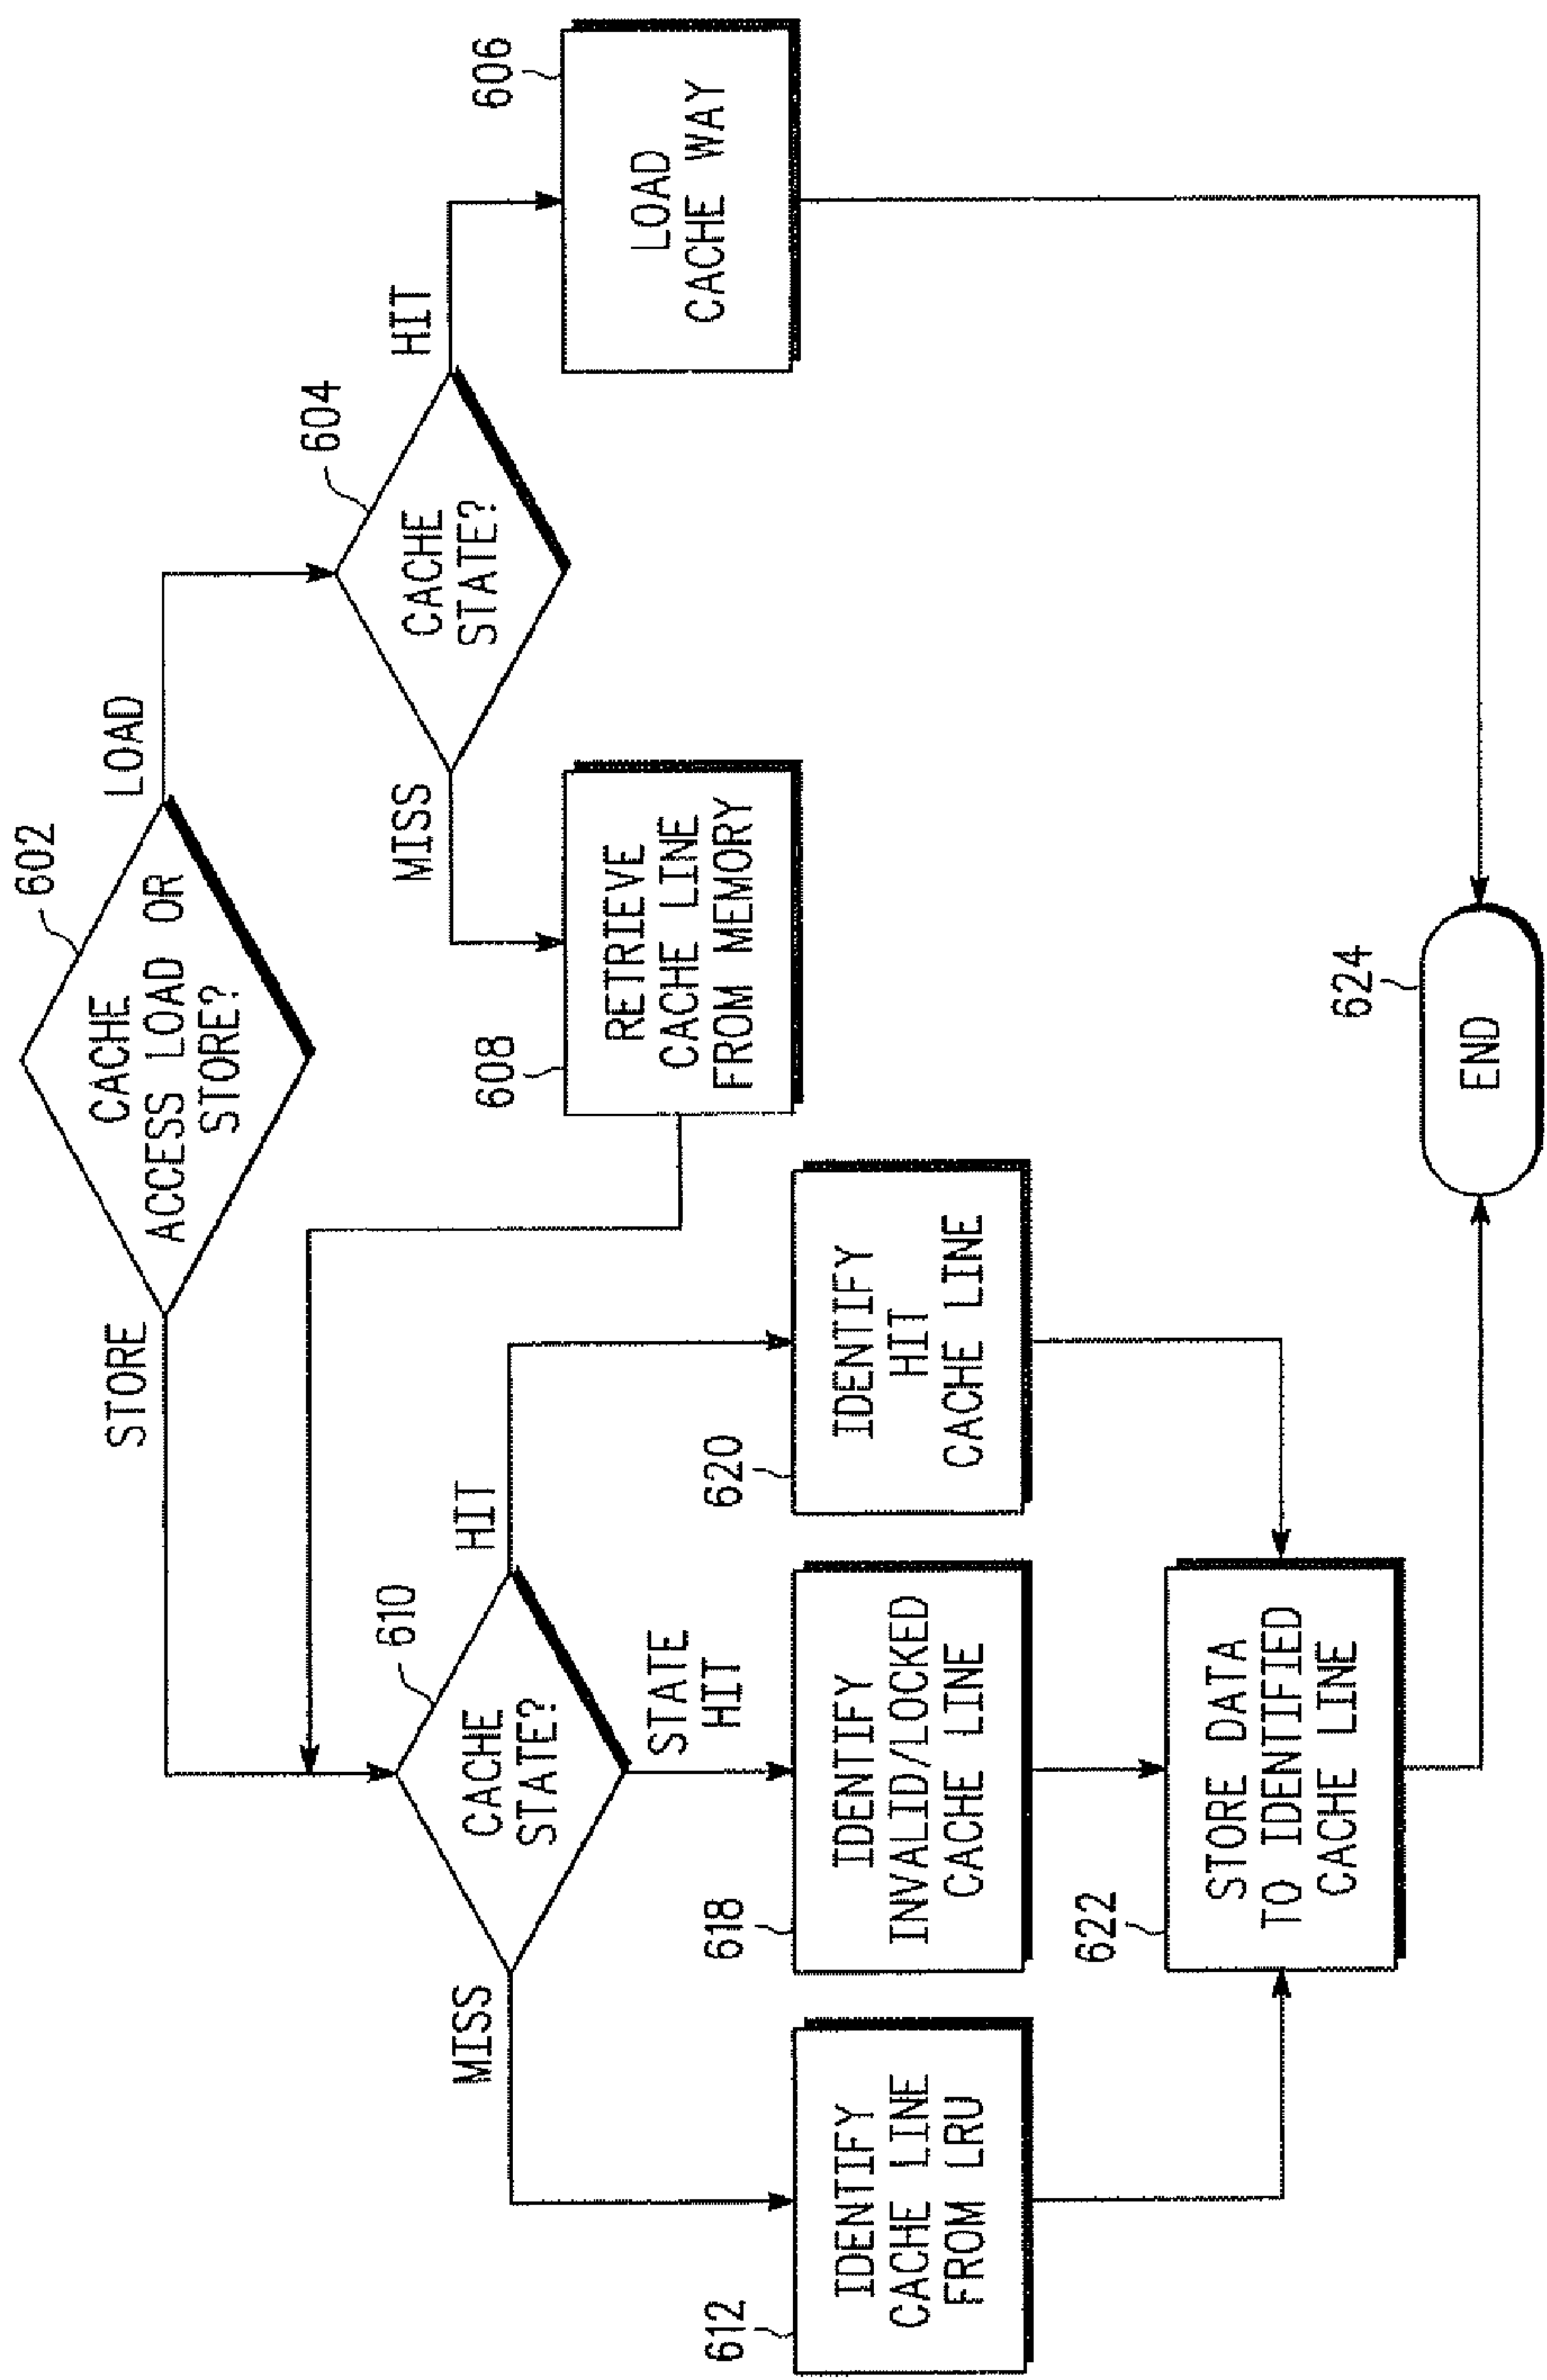 602
CACHE
ACCESS LOAD OR
STORE?
STORE
LOAD
604
CACHE
STATE?
MISS
HIT
606
LOAD
CACHE WAY
608
RETRIEVE
CACHE LINE
FROM MEMORY
610
CACHE
STATE?
MISS
STATE
HIT
HIT
612
IDENTIFY
CACHE LINE
FROM LRU
618
IDENTIFY
INVALID/LOCKED
CACHE LINE
620
IDENTIFY
HIT
CACHE LINE
622
STORE DATA
TO IDENTIFIED
CACHE LINE
624
END